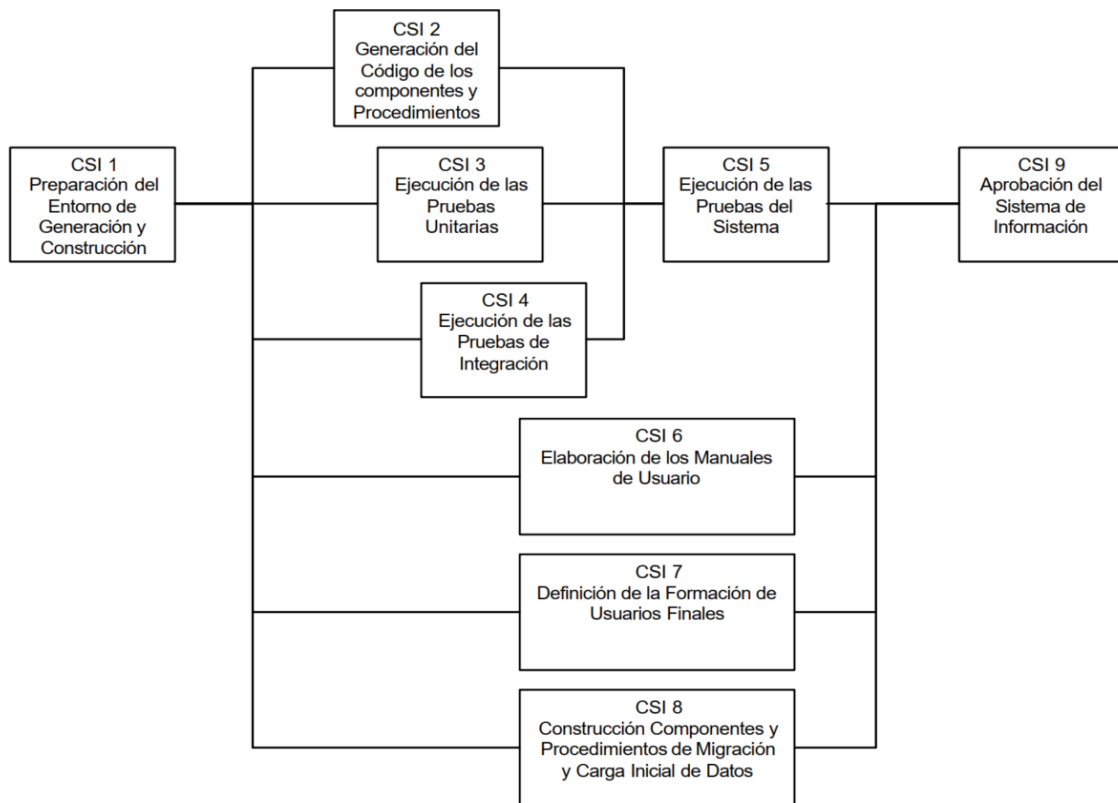 CSI 2
Generación del
Código de los
componentes y
Procedimientos
CSI 1
Preparación del
Entorno de
Generación y
Construcción
CSI 3
Ejecución de las
Pruebas
Unitarias
CSI 5
Ejecución de las
Pruebas del
Sistema
CSI 9
Aprobación del
Sistema de
Información
CSI 4
Ejecución de las
Pruebas de
Integración
CSI 6
Elaboración de los Manuales
de Usuario
CSI 7
Definición de la Formación de
Usuarios Finales
CSI 8
Construcción Componentes y
Procedimientos de Migración
y Carga Inicial de Datos